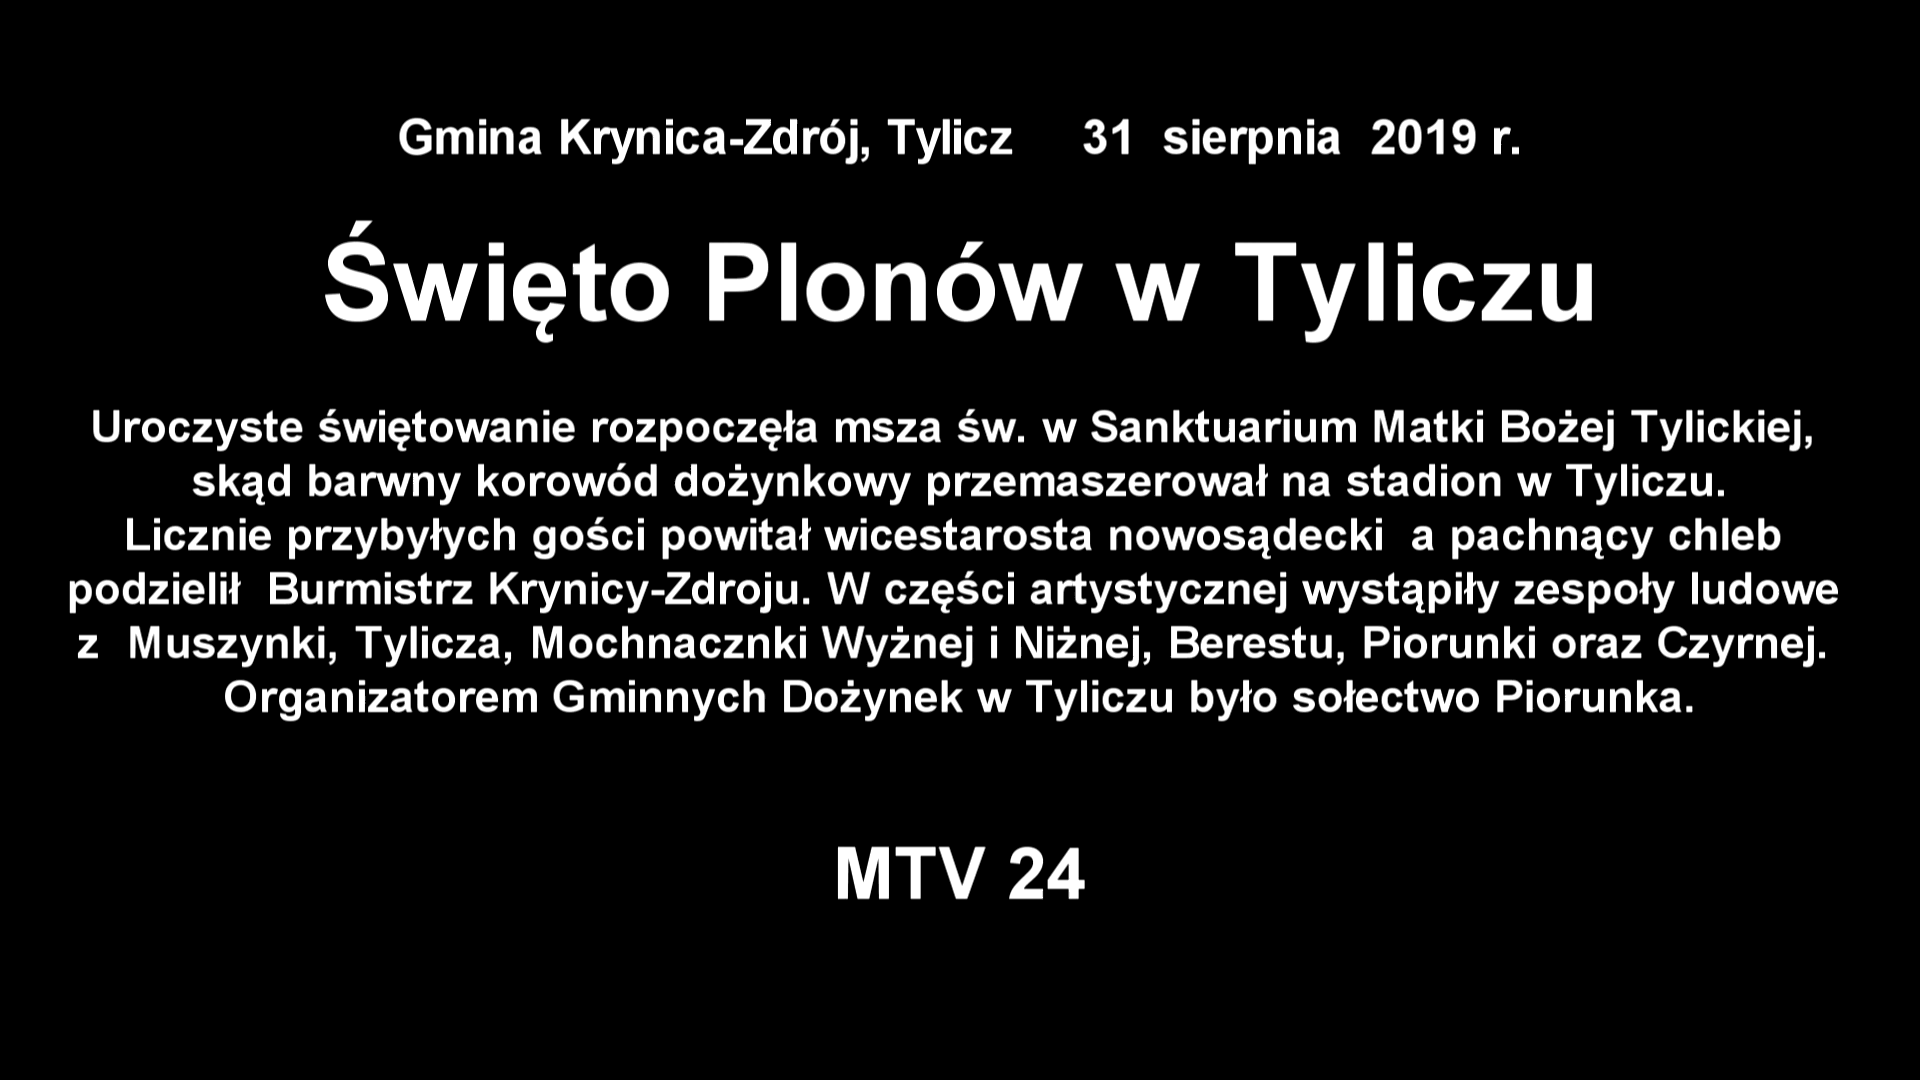 Gmina Krynica-Zdrój, Tylicz 31 sierpnia 2019 r.
Święto Plonów w Tyliczu
Uroczyste świętowanie rozpoczęła msza św. w Sanktuarium Matki Bożej Tylickiej,
skąd barwny korowód dożynkowy przemaszerował na stadion w Tyliczu.
Licznie przybyłych gości powitał wicestarosta nowosądecki a pachnący chleb
podzielił Burmistrz Krynicy-Zdroju. W części artystycznej wystąpiły zespoły ludowe
z Muszynki, Tylicza, Mochnacznki Wyżnej i Niżnej, Berestu, Piorunki oraz Czyrnej.
Organizatorem Gminnych Dożynek w Tyliczu było sołectwo Piorunka.
MTV 24